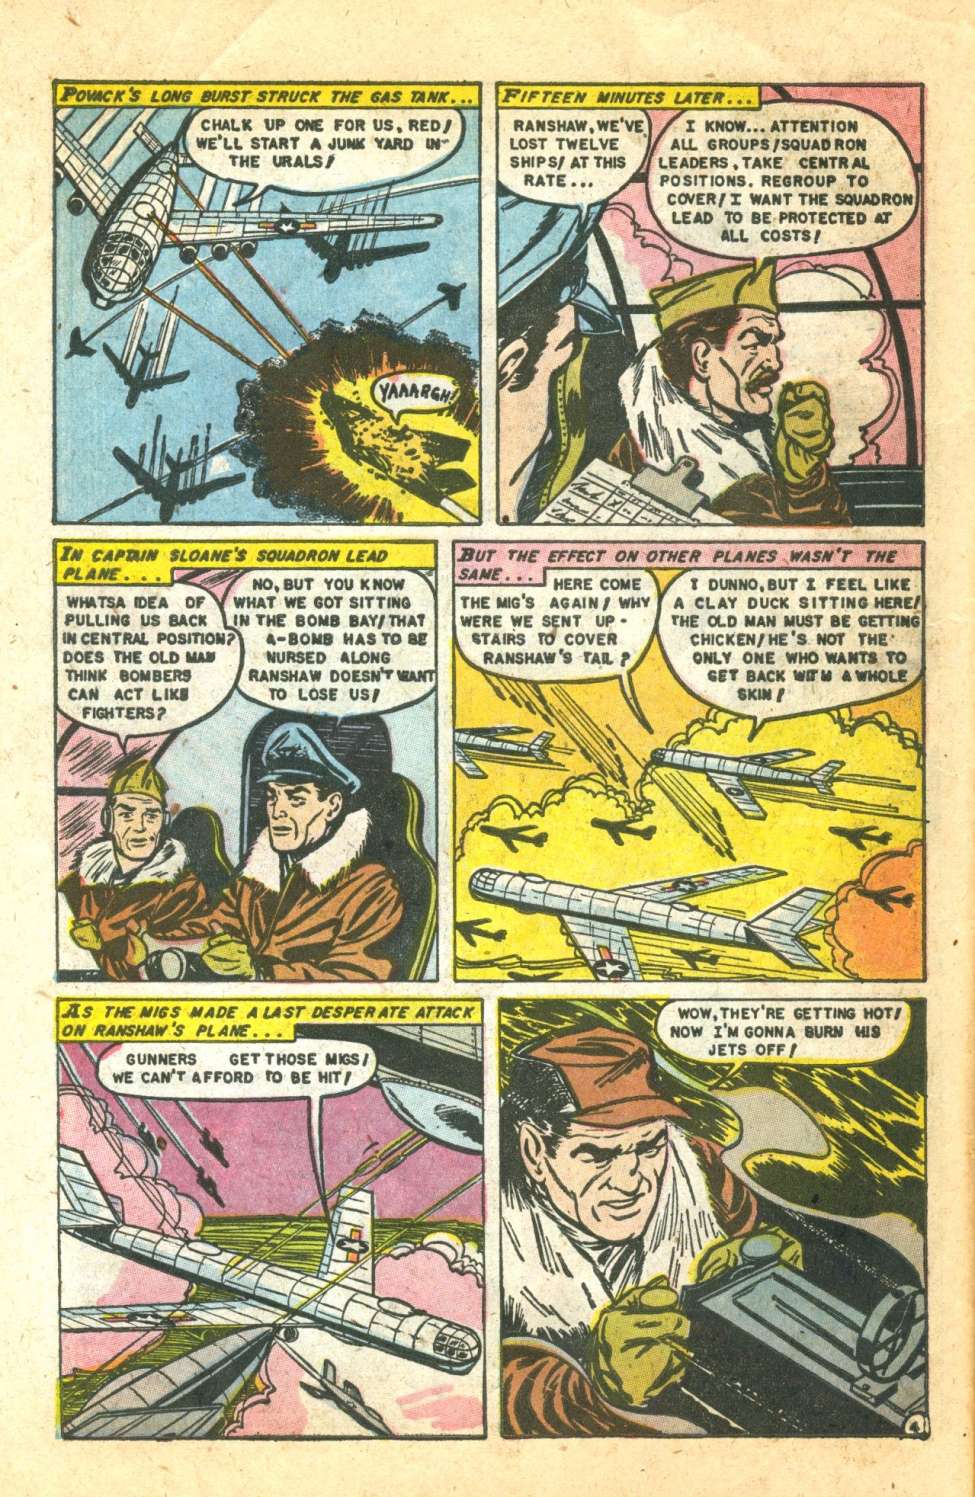 POVACK'S LONG BURST STRUCK THE GAS TANK...
CHALK UP ONE FOR US, RED!
WE'LL START A JUNK YARD IN
THE URALS!
YAAAARGH!
FIFTEEN MINUTES LATER...
RANSHAW, WE'VE
LOST TWELVE
SHIPS! AT THIS
RATE...
I KNOW... ATTENTION
ALL GROUPS! SQUADRON
LEADERS, TAKE CENTRAL
POSITIONS. REGROUP TO
COVER! I WANT THE SQUADRON
LEAD TO BE PROTECTED AT
ALL COSTS!
IN CAPTAIN SLOANE'S SQUADRON LEAD
PLANE...
WHATSA IDEA OF
PULLING US BACK
IN CENTRAL POSITION?
DOES THE OLD MAN
THINK BOMBERS
CAN ACT LIKE
FIGHTERS?
NO, BUT YOU KNOW
WHAT WE GOT SITTING
IN THE BOMB BAY! THAT
A-BOMB HAS TO BE
NURSED ALONG
RANSHAW DOESN'T WANT
TO LOSE US!
BUT THE EFFECT ON OTHER PLANES WASN'T THE
SAME...
HERE COME
THE MIG'S AGAIN! WHY
WERE WE SENT UP-
STAIRS TO COVER
RANSHAW'S TAIL?
I DUNNO, BUT I FEEL LIKE
A CLAY DUCK SITTING HERE!
THE OLD MAN MUST BE GETTING
CHICKEN! HE'S NOT THE
ONLY ONE WHO WANTS TO
GET BACK WITH A WHOLE
SKIN!
AS THE MIGS MADE A LAST DESPERATE ATTACK
ON RANSHAW'S PLANE...
GUNNERS GET THOSE MIGS!
WE CAN'T AFFORD TO BE HIT!
WOW, THEY'RE GETTING HOT!
NOW I'M GONNA BURN HIS
JETS OFF!
4